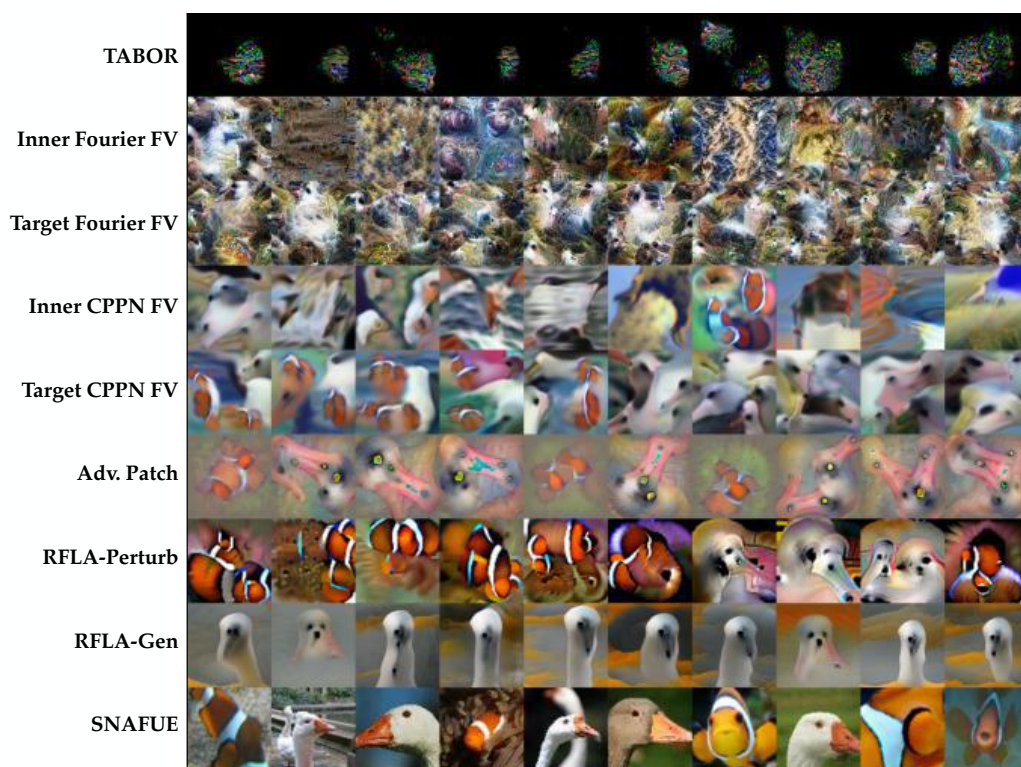 TABOR
Inner Fourier FV
Target Fourier FV
Inner CPPN FV
Target CPPN FV
Adv. Patch
RFLA-Perturb
RFLA-Gen
SNAFUE